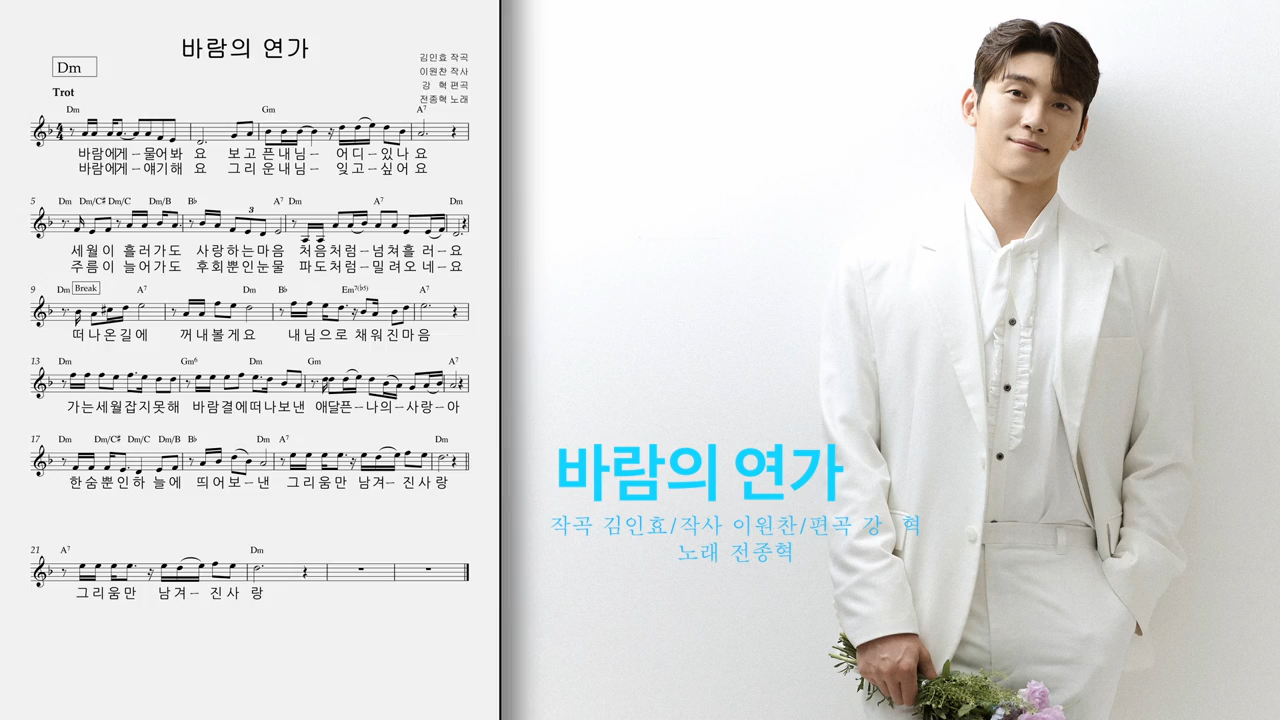 바람의 연가
Dm
김인효 작곡
이원찬 작사
강 혁 편곡
전종혁 노래
Trot
Dm Gm A7
바람에게-물어봐 요 보고픈내님- 어디-있나요
바람에게-얘기해 요 그리운내님- 잊고-싶어요
5 Dm Dm/C# Dm/C Dm/B B♭ A7 Dm A7 Dm
3
세월이 흘러가도 사랑하는마음 처음처럼-넘쳐흘 러-요
주름이 늘어가도 후회뿐인눈물 파도처럼-밀려오 네-요
9 Dm Break A7 Dm B♭ Em7(b5) A7
떠나온길에 꺼내볼게요 내님으로 채워진마음
13 Dm Gm6 Dm Gm A7
가는세월잡지못해 바람결에떠나보낸 애달픈-나의-사랑-아
17 Dm Dm/C# Dm/C Dm/B B♭ Dm A7 Dm
한숨뿐인하 늘에 띄어보-낸 그리움만 남겨- 진사 랑
21 A7 Dm
그리움만 남겨- 진사 랑
바람의 연가
작곡 김인효/작사 이원찬/편곡 강 혁
노래 전종혁